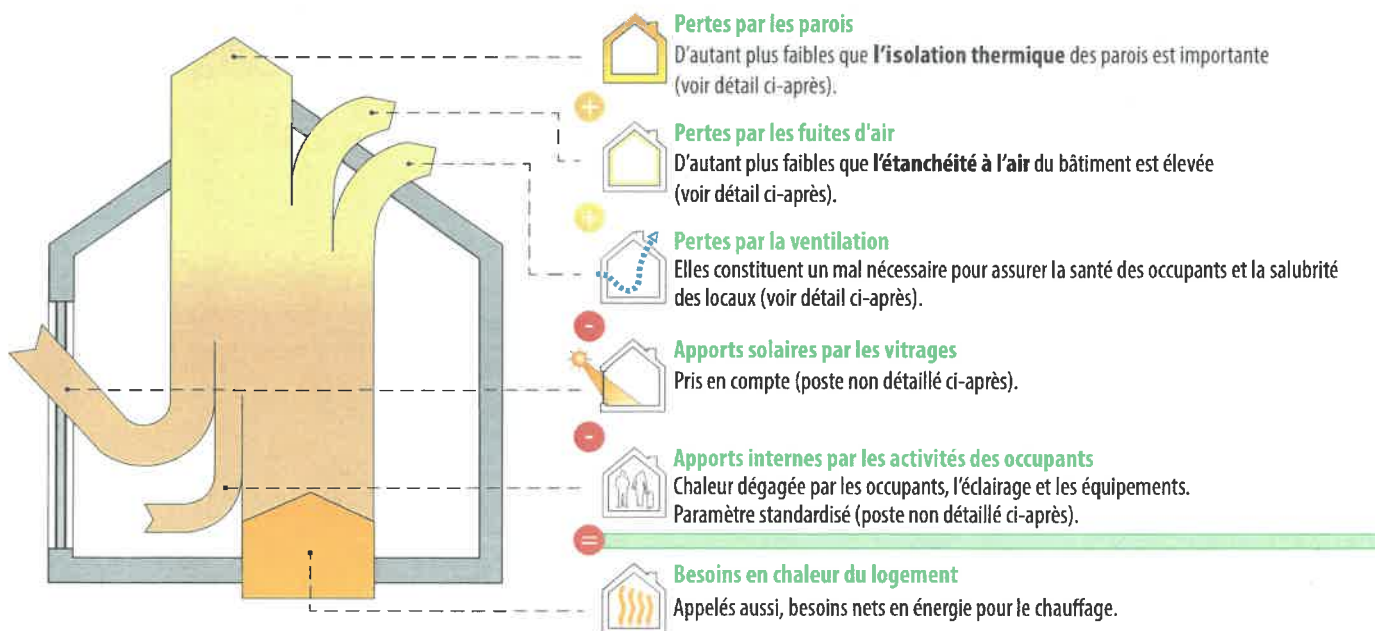 Pertes par les parois
D'autant plus faibles que l'isolation thermique des parois est importante
(voir détail ci-après).
+
Pertes par les fuites d'air
D'autant plus faibles que l'étanchéité à l'air du bâtiment est élevée
(voir détail ci-après).
+
Pertes par la ventilation
Elles constituent un mal nécessaire pour assurer la santé des occupants et la salubrité
des locaux (voir détail ci-après).
-
Apports solaires par les vitrages
Pris en compte (poste non détaillé ci-après).
-
Apports internes par les activités des occupants
Chaleur dégagée par les occupants, l'éclairage et les équipements.
Paramètre standardisé (poste non détaillé ci-après).
=
Besoins en chaleur du logement
Appelés aussi, besoins nets en énergie pour le chauffage.